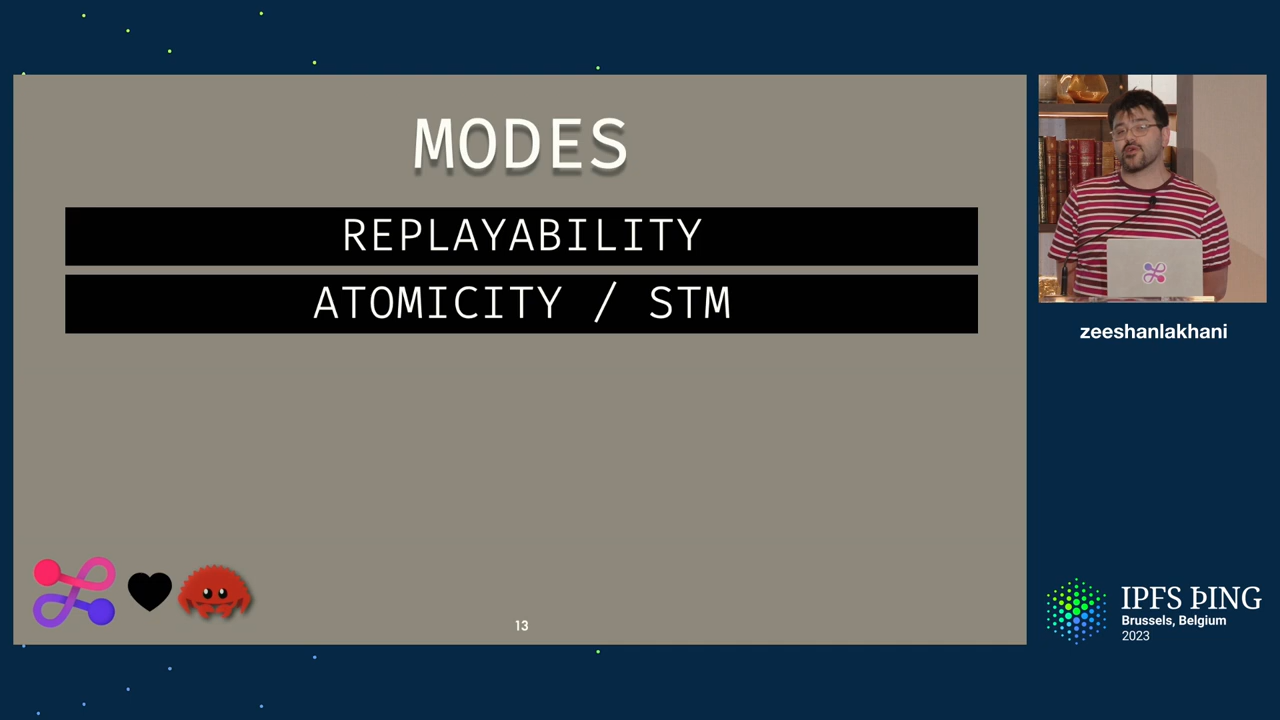 MODES
REPLAYABILITY
ATOMICITY / STM
13
zeeshanlakhani
IPFS ÞING
Brussels, Belgium
2023